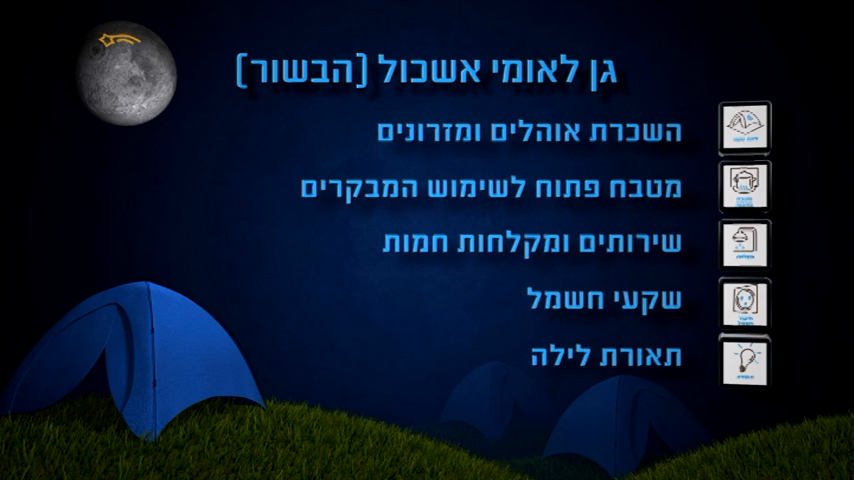 גן לאומי אשכול (הבשור)
השכרת אוהלים ומזרונים
מטבח פתוח לשימוש המבקרים
שירותים ומקלחות חמות
שקעי חשמל
תאורת לילה